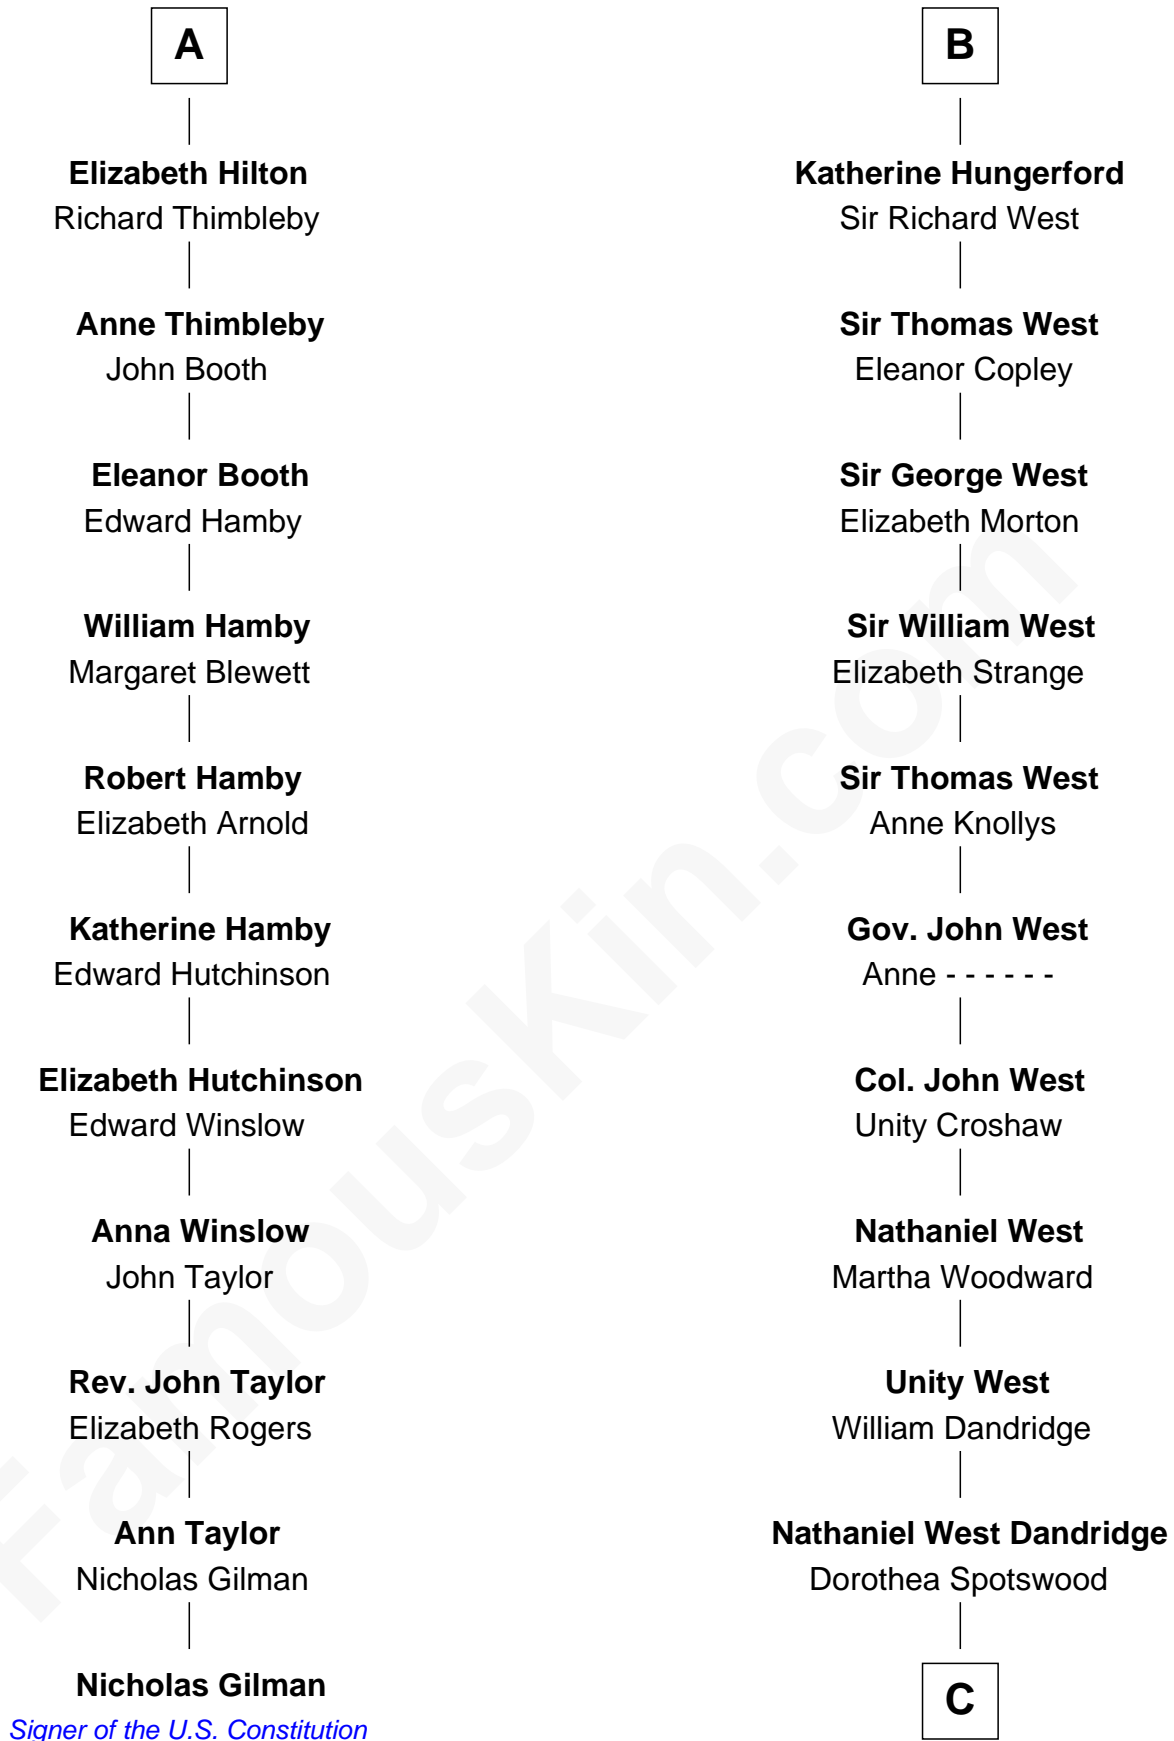 A
Elizabeth Hilton
Richard Thimbleby
Anne Thimbleby
John Booth
Eleanor Booth
Edward Hamby
William Hamby
Margaret Blewett
Robert Hamby
Elizabeth Arnold
Katherine Hamby
Edward Hutchinson
Elizabeth Hutchinson
Edward Winslow
Anna Winslow
John Taylor
Rev. John Taylor
Elizabeth Rogers
Ann Taylor
Nicholas Gilman
Nicholas Gilman
Signer of the U.S. Constitution
B
Katherine Hungerford
Sir Richard West
Sir Thomas West
Eleanor Copley
Sir George West
Elizabeth Morton
Sir William West
Elizabeth Strange
Sir Thomas West
Anne Knollys
Gov. John West
Anne - - - - - -
Col. John West
Unity Croshaw
Nathaniel West
Martha Woodward
Unity West
William Dandridge
Nathaniel West Dandridge
Dorothea Spotswood
C
FamousKin.com